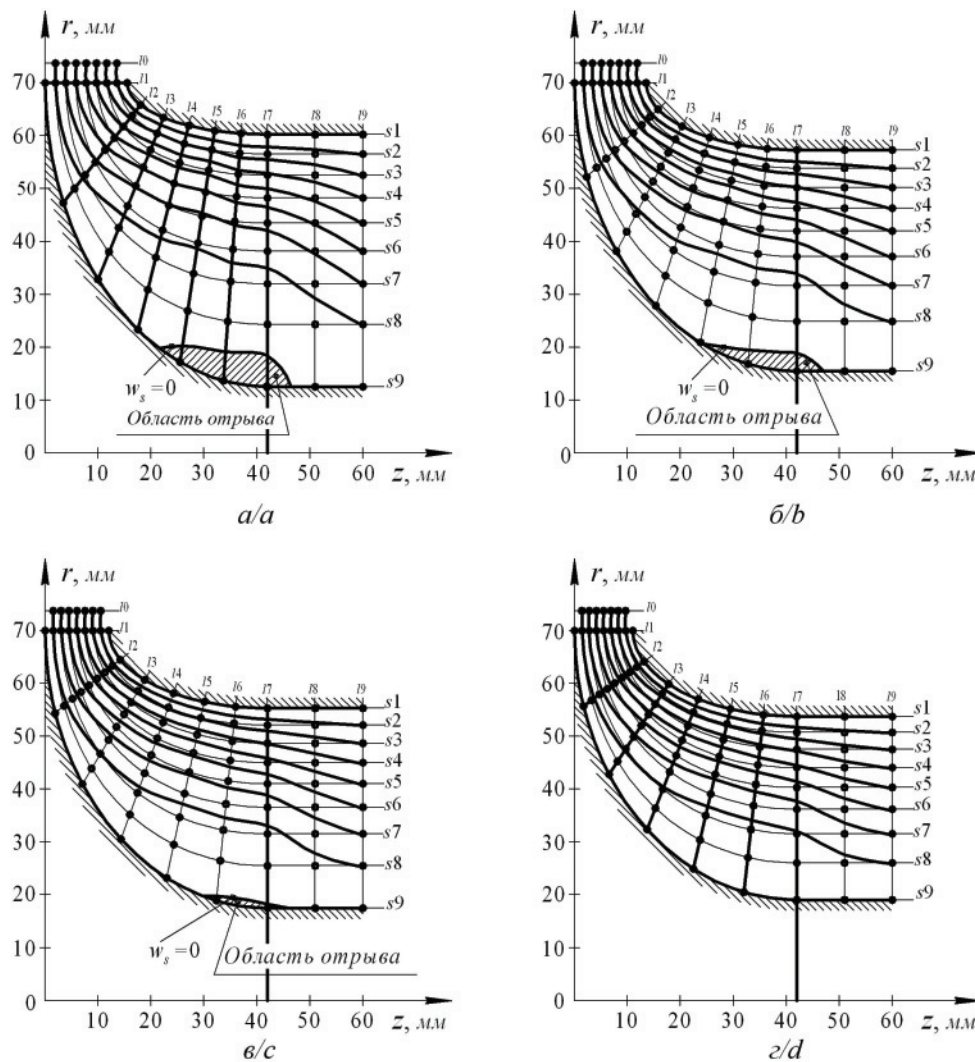 r, мм
l0
70
l1
l2
l3
l4
l5
l6
l7
l8
l9
60
s1
s2
50
s3
s4
40
s5
s6
30
s7
s8
20
s9
w_s=0
10
Область отрыва
0
10 20 30 40 50 60
z, мм
а/a
r, мм
l0
70
l1
l2
l3
l4
l5
l6
l7
l8
l9
60
s1
s2
50
s3
s4
40
s5
s6
30
s7
s8
20
s9
w_s=0
10
Область отрыва
0
10 20 30 40 50 60
z, мм
б/b
r, мм
l0
70
l1
l2
l3
l4
l5
l6
l7
l8
l9
60
s1
s2
50
s3
s4
40
s5
s6
30
s7
s8
20
s9
w_s=0
10
Область отрыва
0
10 20 30 40 50 60
z, мм
в/c
r, мм
l0
70
l1
l2
l3
l4
l5
l6
l7
18
l9
60
s1
s2
50
s3
s4
40
s5
s6
30
s7
s8
20
s9
10
0
10 20 30 40 50 60
z, мм
г/d